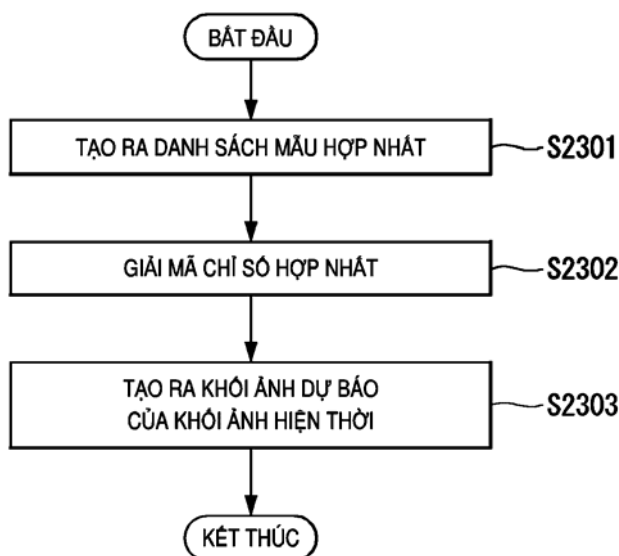 BẮT ĐẦU
TẠO RA DANH SÁCH MẪU HỢP NHẤT
S2301
GIẢI MÃ CHỈ SỐ HỢP NHẤT
S2302
TẠO RA KHỐI ẢNH DỰ BÁO
CỦA KHỐI ẢNH HIỆN THỜI
S2303
KẾT THÚC